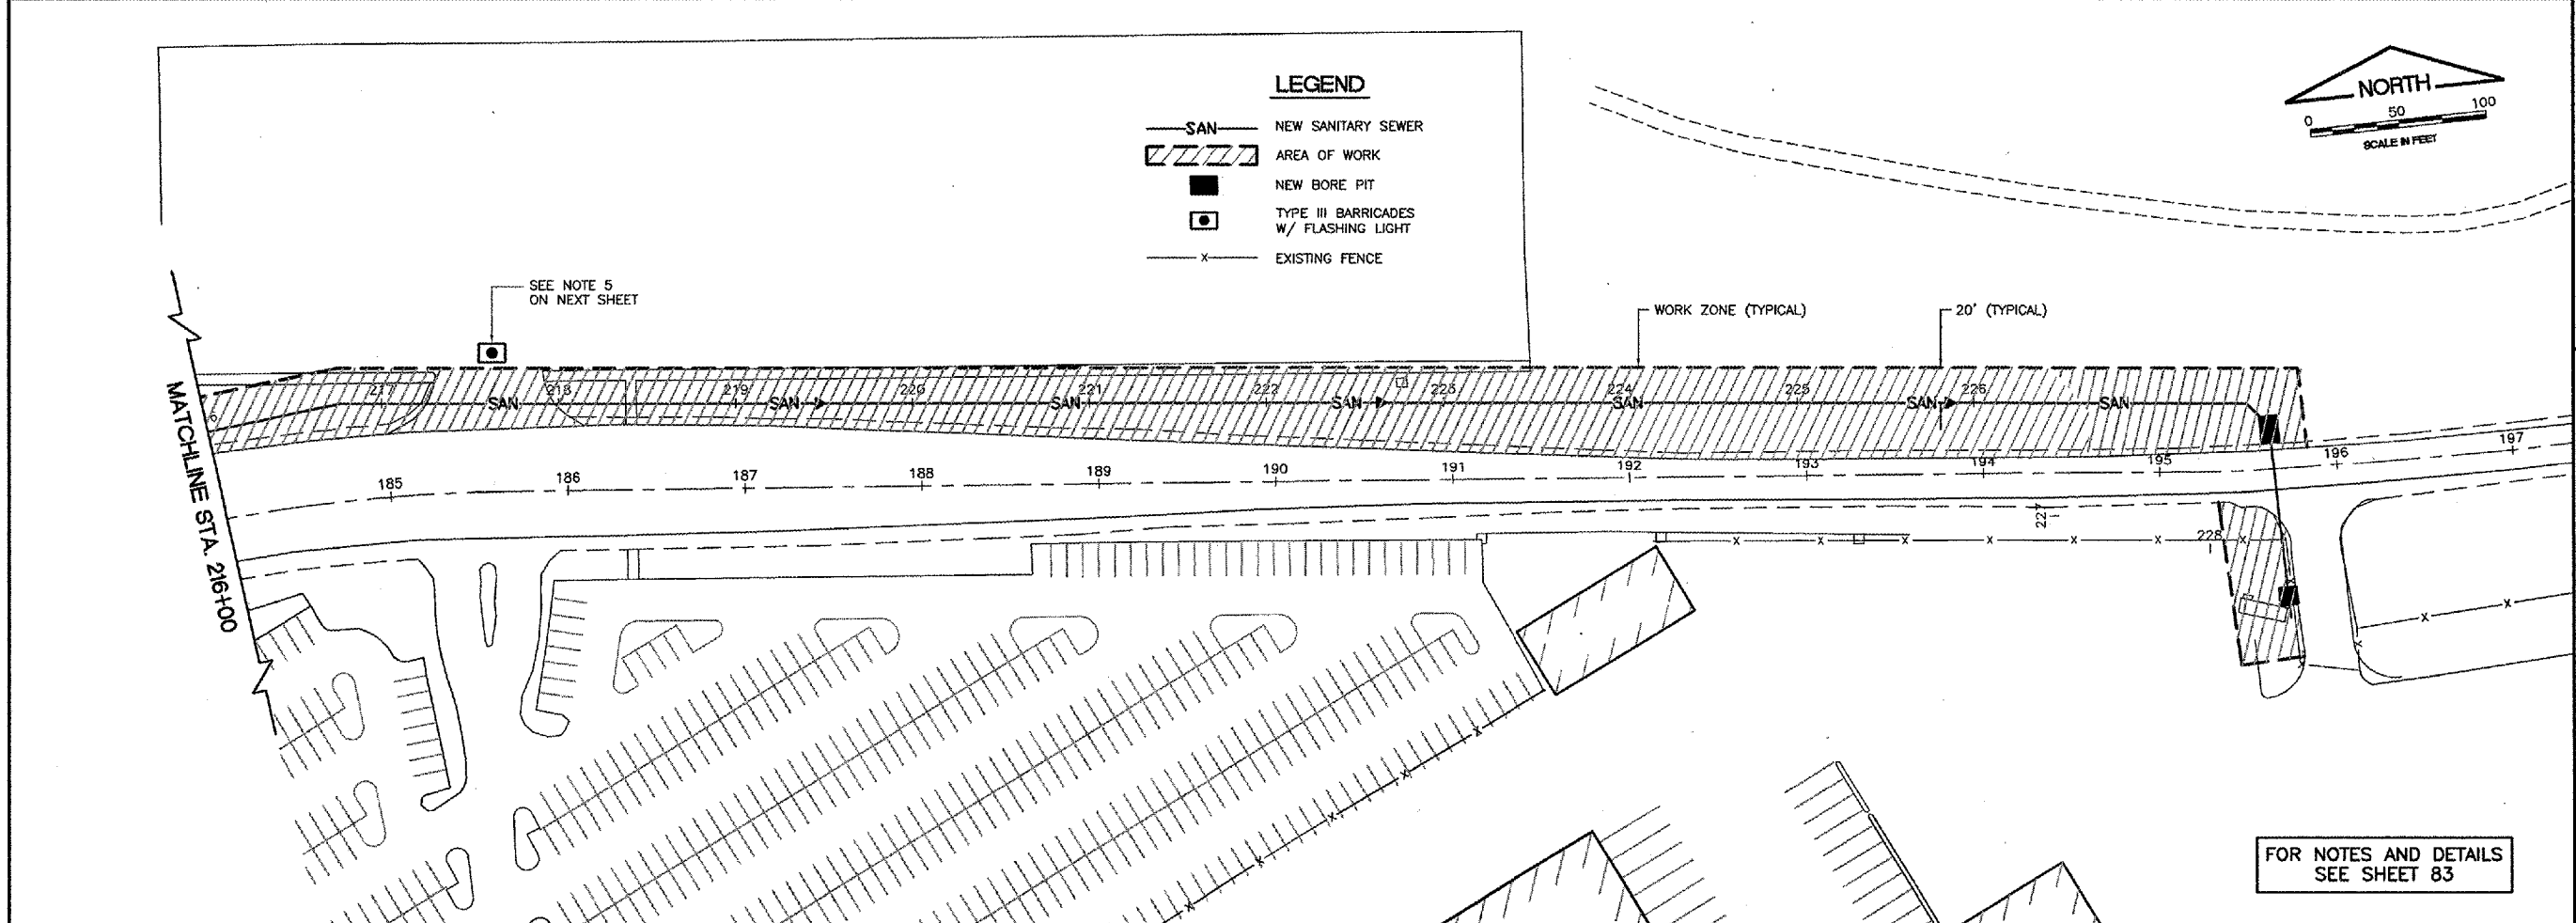 LEGEND
SAN
NEW SANITARY SEWER
AREA OF WORK
NEW BORE PIT
TYPE III BARRICADES
W/ FLASHING LIGHT
x
EXISTING FENCE
NORTH
0 50 100
SCALE IN FEET
SEE NOTE 5
ON NEXT SHEET
WORK ZONE (TYPICAL)
20' (TYPICAL)
217 218 219 220 221 222 223 224 225 226
SAN SAN SAN SAN SAN SAN SAN
MATCHLINE STA. 216+00
185 186 187 188 189 190 191 192 193 194 195 196 197
227
228
x x x x x x x
x x
x
x
x
x
x
x
x
FOR NOTES AND DETAILS
SEE SHEET 83